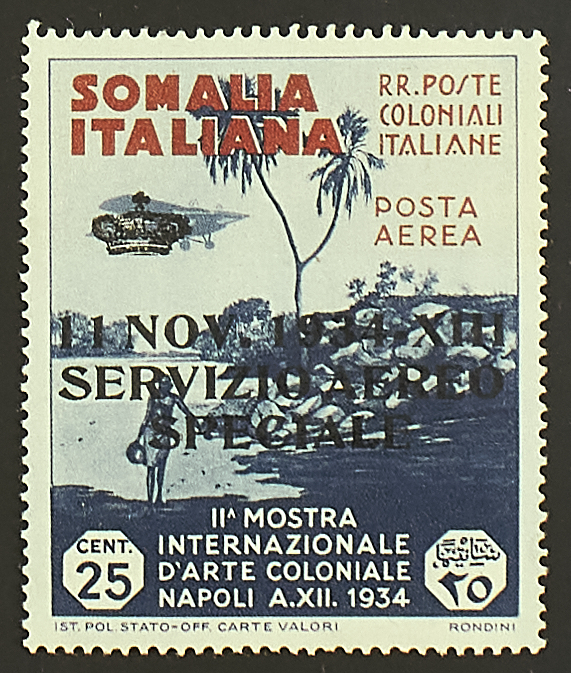 SOMALIA
ITALIANA
RR. POSTE
COLONIALI
ITALIANE
POSTA
AEREA
11 NOV. 1934-XIII
SERVIZIO AEREO
SPECIALE
IIA MOSTRA
INTERNAZIONALE
D'ARTE COLONIALE
NAPOLI A.XII. 1934
CENT.
25
٢٥
IST. POL. STATO-OFF. CARTE VALORI
RONDINI